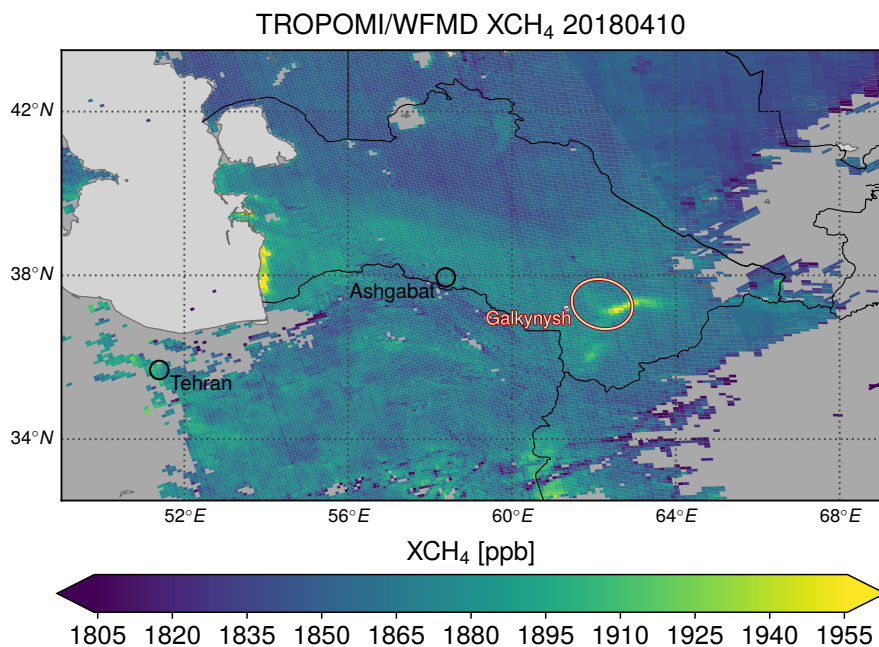 TROPOMI/WFMD XCH₄ 20180410
42°N
38°N
Ashgabat
Galkynysh
Tehran
34°N
52°E 56°E 60°E 64°E 68°E
XCH₄ [ppb]
1805 1820 1835 1850 1865 1880 1895 1910 1925 1940 1955